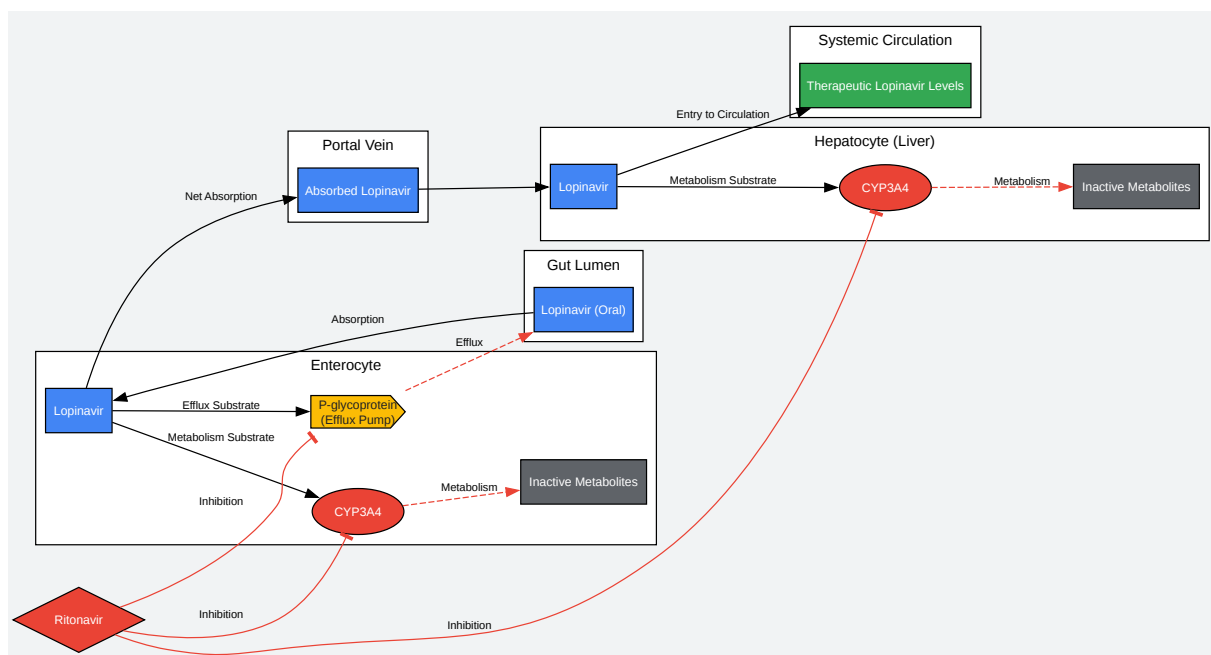 Systemic Circulation
Therapeutic Lopinavir Levels
Entry to Circulation
Hepatocyte (Liver)
Portal Vein
Absorbed Lopinavir
Net Absorption
Lopinavir
Metabolism Substrate
CYP3A4
Metabolism
Inactive Metabolites
Gut Lumen
Lopinavir (Oral)
Absorption
Efflux
Enterocyte
Lopinavir
Efflux Substrate
P-glycoprotein
(Efflux Pump)
Metabolism Substrate
Inhibition
CYP3A4
Metabolism
Inactive Metabolites
Ritonavir
Inhibition
Inhibition